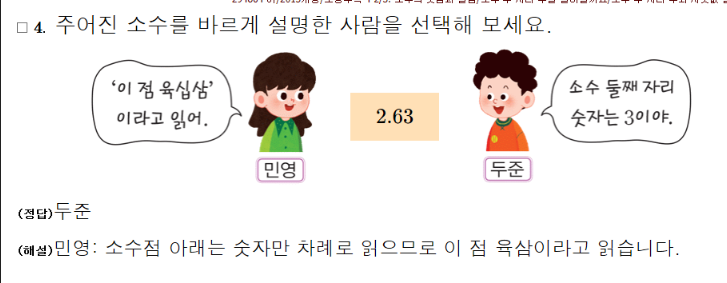 □ 4. 주어진 소수를 바르게 설명한 사람을 선택해 보세요.
‘이 점 육십삼’
이라고 읽어.
2.63
소수 둘째 자리
숫자는 3이야.
민영
두준
(정답)두준
(해설)민영: 소수점 아래는 숫자만 차례로 읽으므로 이 점 육삼이라고 읽습니다.